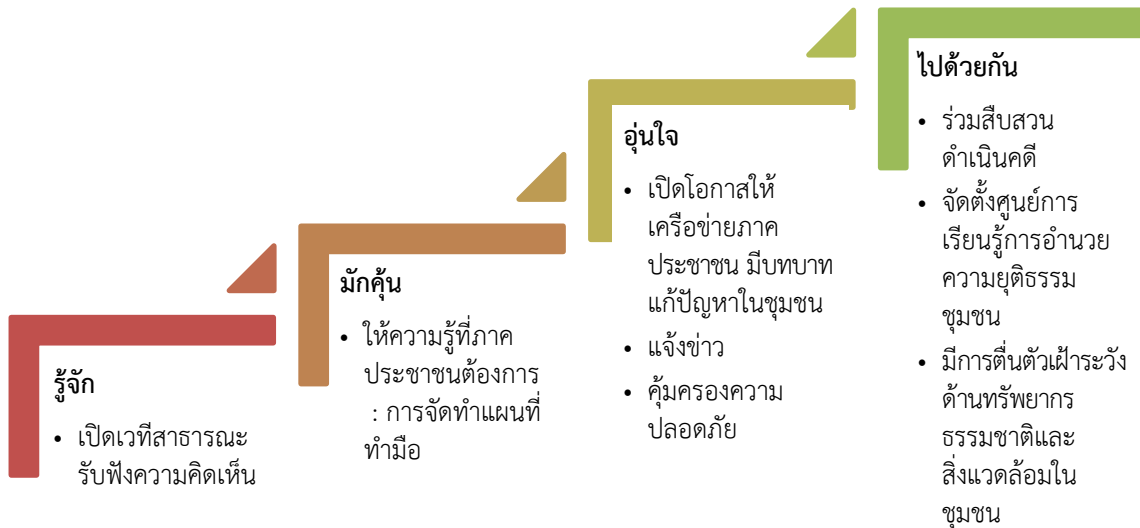 รู้จัก
• เปิดเวทีสาธารณะ
รับฟังความคิดเห็น
มักคุ้น
• ให้ความรู้ที่ภาค
ประชาชนต้องการ
: การจัดทำแผนที่
ทำมือ
อุ่นใจ
• เปิดโอกาสให้
เครือข่ายภาค
ประชาชน มีบทบาท
แก้ปัญหาในชุมชน
• แจ้งข่าว
• คุ้มครองความ
ปลอดภัย
ไปด้วยกัน
• ร่วมสืบสวน
ดำเนินคดี
• จัดตั้งศูนย์การ
เรียนรู้การอำนวย
ความยุติธรรม
ชุมชน
• มีการตื่นตัวเฝ้าระวัง
ด้านทรัพยากร
ธรรมชาติและ
สิ่งแวดล้อมใน
ชุมชน